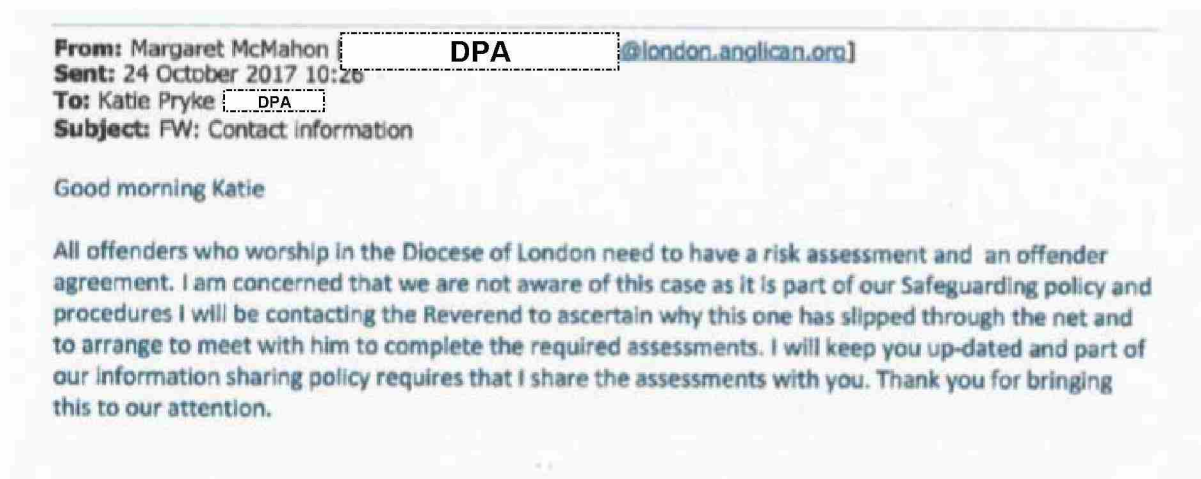 From: Margaret McMahon [ DPA @london.anglican.org]
Sent: 24 October 2017 10:26
To: Katie Pryke DPA
Subject: FW: Contact information
Good morning Katie
All offenders who worship in the Diocese of London need to have a risk assessment and an offender
agreement. I am concerned that we are not aware of this case as it is part of our Safeguarding policy and
procedures I will be contacting the Reverend to ascertain why this one has slipped through the net and
to arrange to meet with him to complete the required assessments. I will keep you up-dated and part of
our information sharing policy requires that I share the assessments with you. Thank you for bringing
this to our attention.